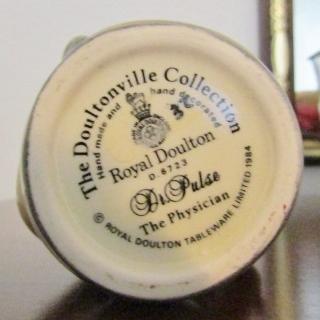 The Doultonville Collection
Hand made and hand decorated
Royal Doulton
D. 6723
Dr. Pulse
The Physician
© ROYAL DOULTON TABLEWARE LIMITED 1984